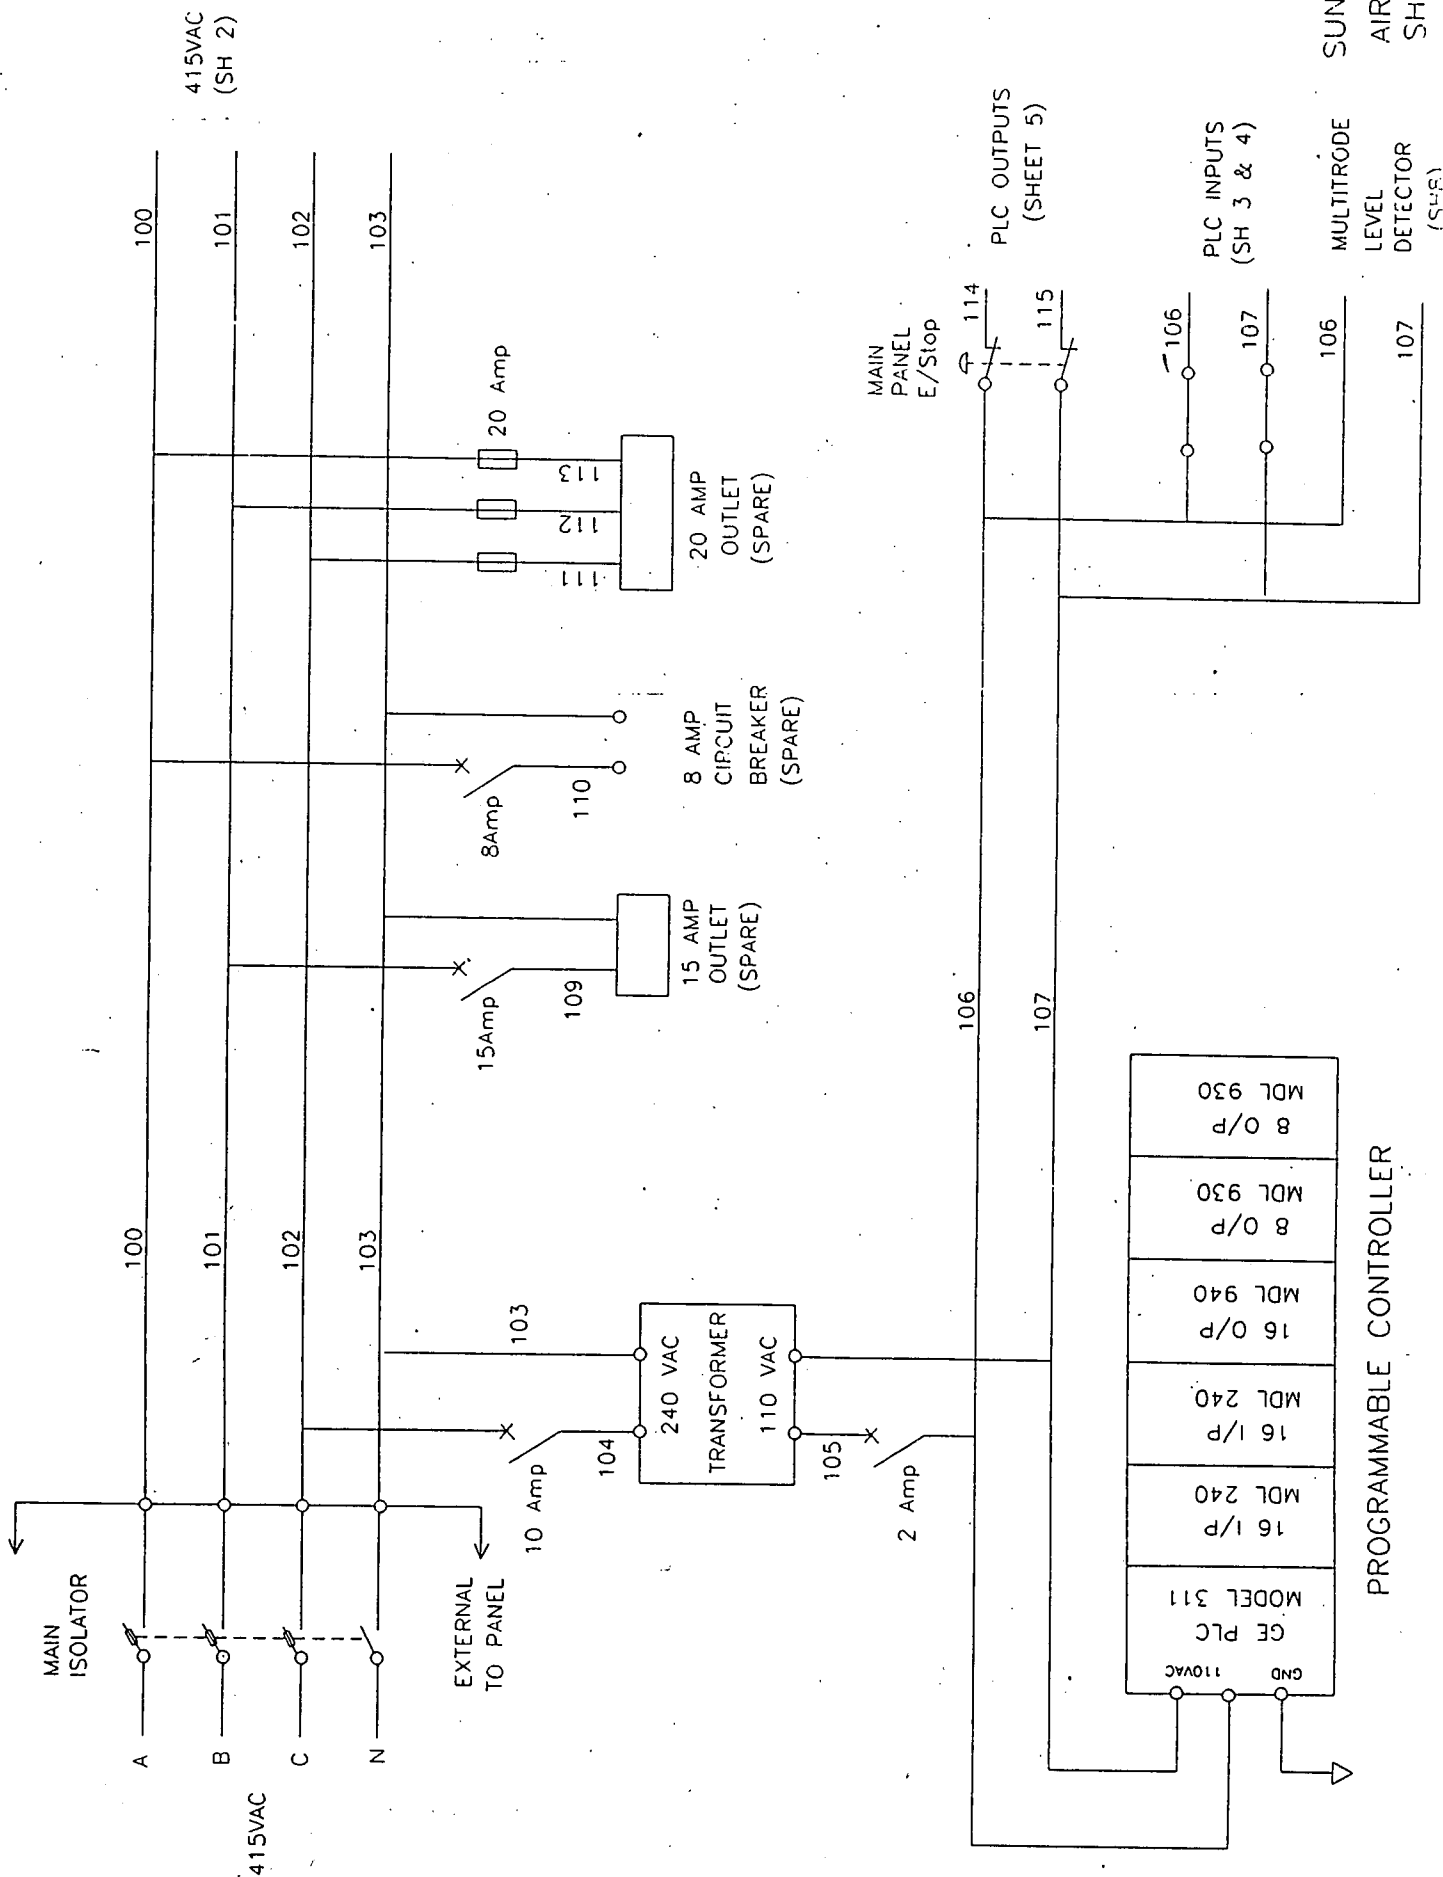 415VAC
A
B
C
N
MAIN
ISOLATOR
EXTERNAL
TO PANEL
100
101
102
103
100
101
102
103
415VAC
(SH 2)
10 Amp
104
103
240 VAC
TRANSFORMER
110 VAC
105
2 Amp
15Amp
109
15 AMP
OUTLET
(SPARE)
8Amp
110
8 AMP
CIRCUIT
BREAKER
(SPARE)
20 Amp
111
112
113
20 AMP
OUTLET
(SPARE)
106
107
MAIN
PANEL
E/Stop
114
115
PLC OUTPUTS
(SHEET 5)
106
107
PLC INPUTS
(SH 3 & 4)
106
107
MULTITRODE
LEVEL
DETECTOR
110VAC
GND
GE PLC
MODEL 311
16 I/P
MDL 240
16 I/P
MDL 240
16 O/P
MDL 940
8 O/P
MDL 930
8 O/P
MDL 930
PROGRAMMABLE CONTROLLER
SUN
AIR
SH